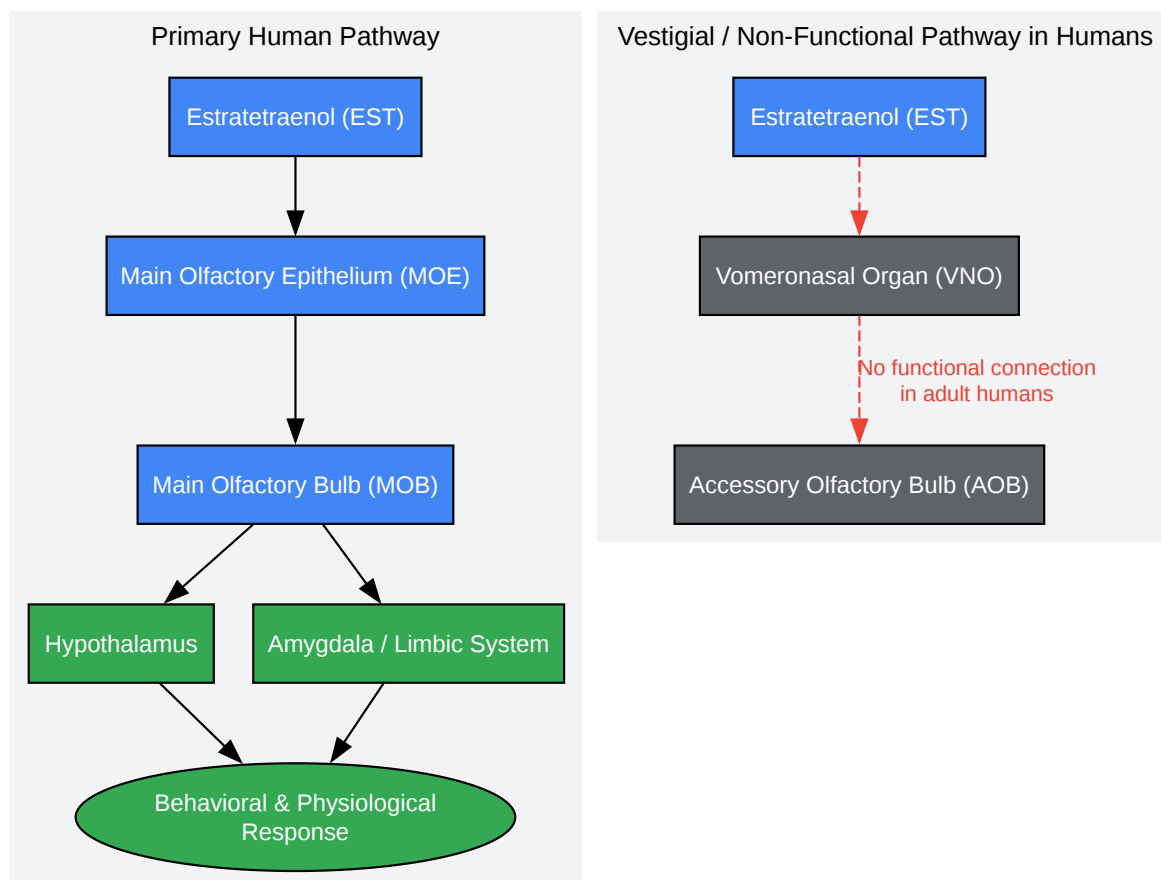 Primary Human Pathway
Estratetraenol (EST)
Main Olfactory Epithelium (MOE)
Main Olfactory Bulb (MOB)
Hypothalamus
Amygdala / Limbic System
Behavioral & Physiological
Response
Vestigial / Non-Functional Pathway in Humans
Estratetraenol (EST)
Vomeronasal Organ (VNO)
No functional connection
in adult humans
Accessory Olfactory Bulb (AOB)